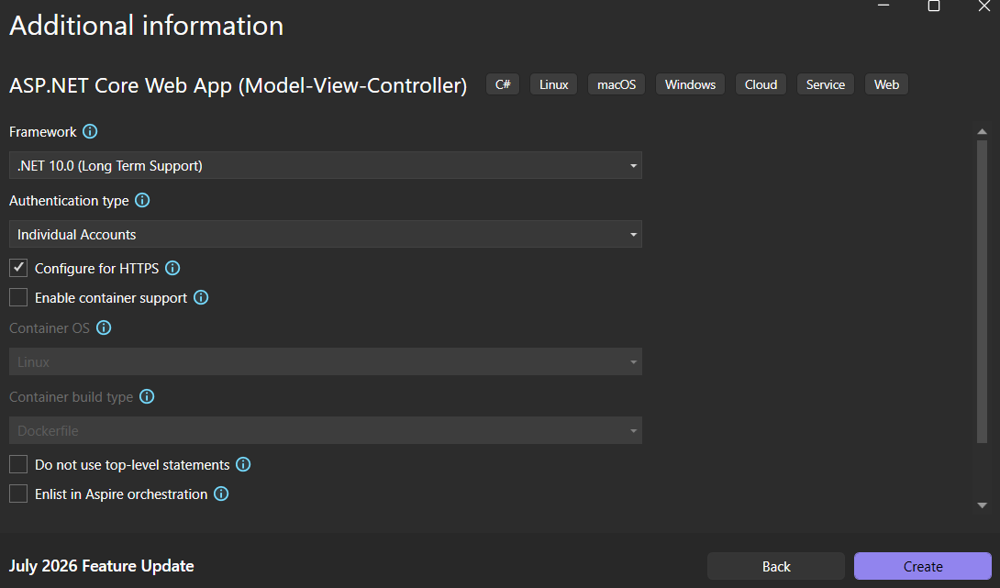 Additional information
ASP.NET Core Web App (Model-View-Controller) C# Linux macOS Windows Cloud Service Web
Framework
.NET 10.0 (Long Term Support)
Authentication type
Individual Accounts
Configure for HTTPS
Enable container support
Container OS
Linux
Container build type
Dockerfile
Do not use top-level statements
Enlist in Aspire orchestration
July 2026 Feature Update Back Create